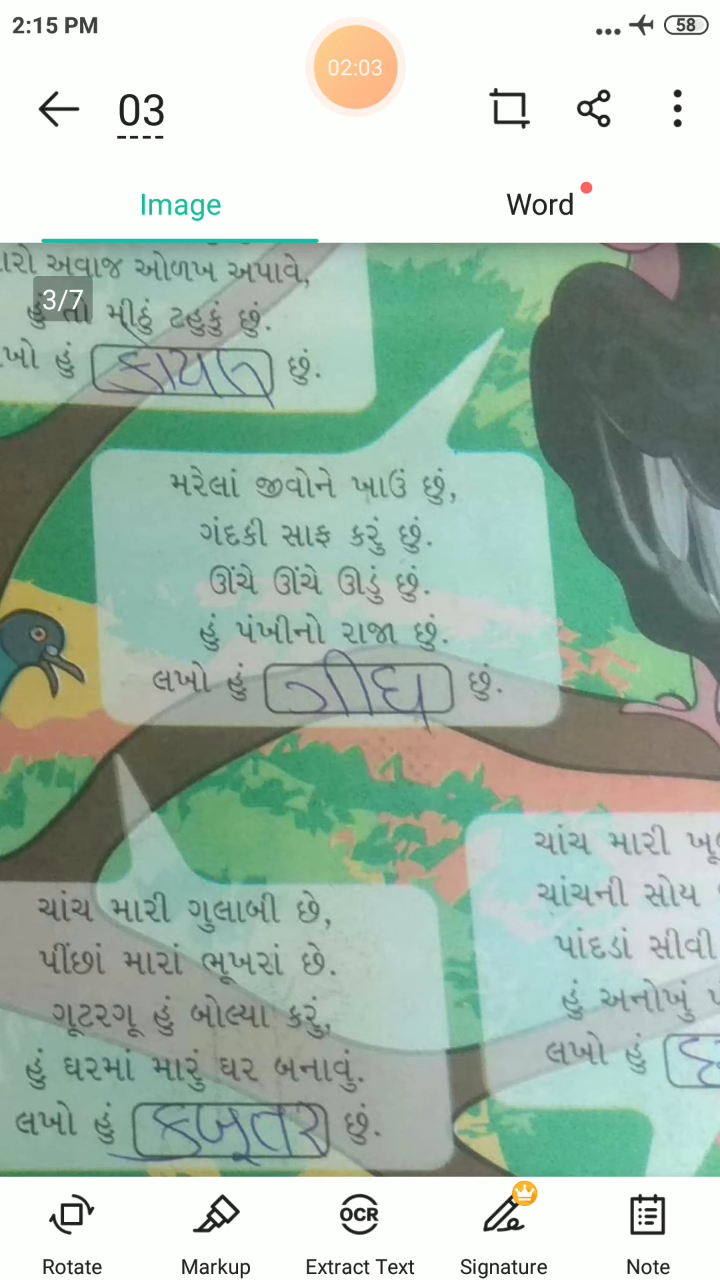 2:15 PM
58
02:03
03
Image
Word
અવાજ ઓળખ અપાવે,
3/7
હું તો મીઠું ટહુકું છું.
હું કોયલ છું.
મરેલાં જીવોને ખાઉં છું,
ગંદકી સાફ કરું છું.
ઊંચે ઊંચે ઊડું છું.
હું પંખીનો રાજા છું.
લખો હું ગીધ છું.
ચાંચ મારી ગુલાબી છે,
પીંછાં મારાં ભૂખરાં છે.
ગૂટરગૂ હું બોલ્યા કરું,
હું ઘરમાં મારું ઘર બનાવું.
લખો હું કબૂતર છું.
ચાંચ મારી
ચાંચની સોય
પાંદડાં સીવી
હું અનોખું
લખો હું
Rotate
Markup
OCR
Extract Text
Signature
Note